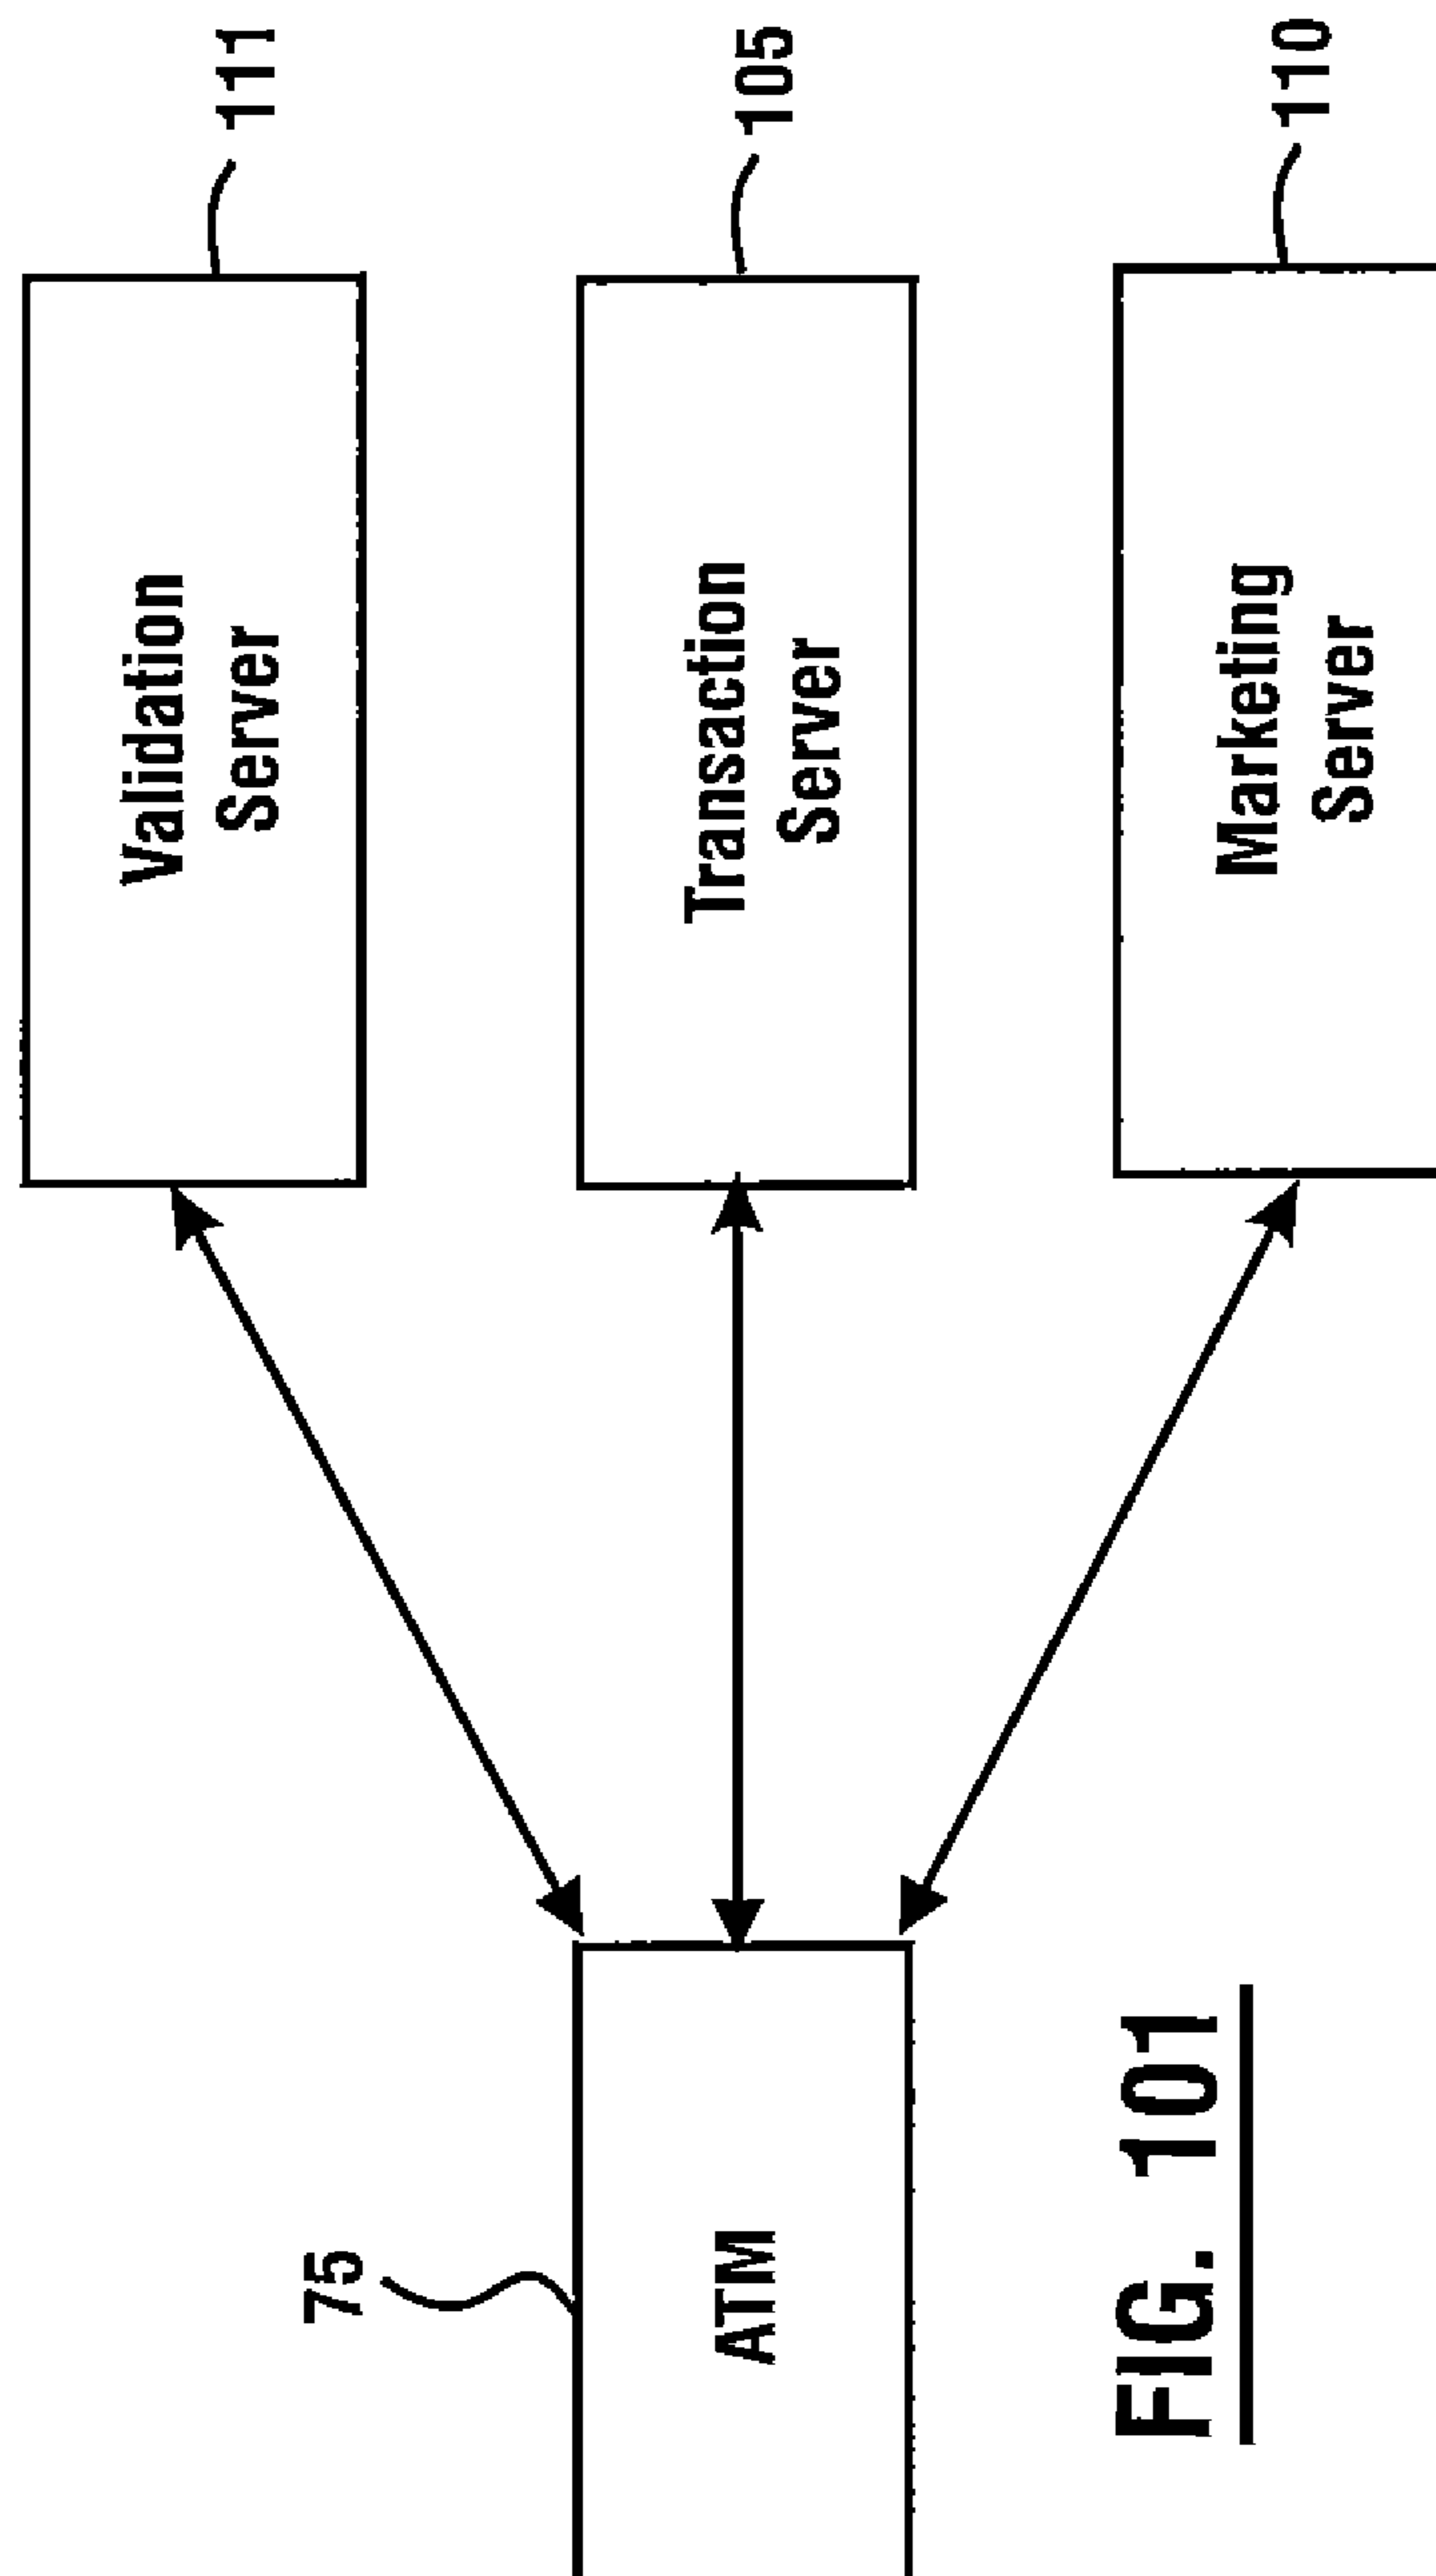 75
ATM
Validation
Server
111
Transaction
Server
105
Marketing
Server
110
FIG. 101